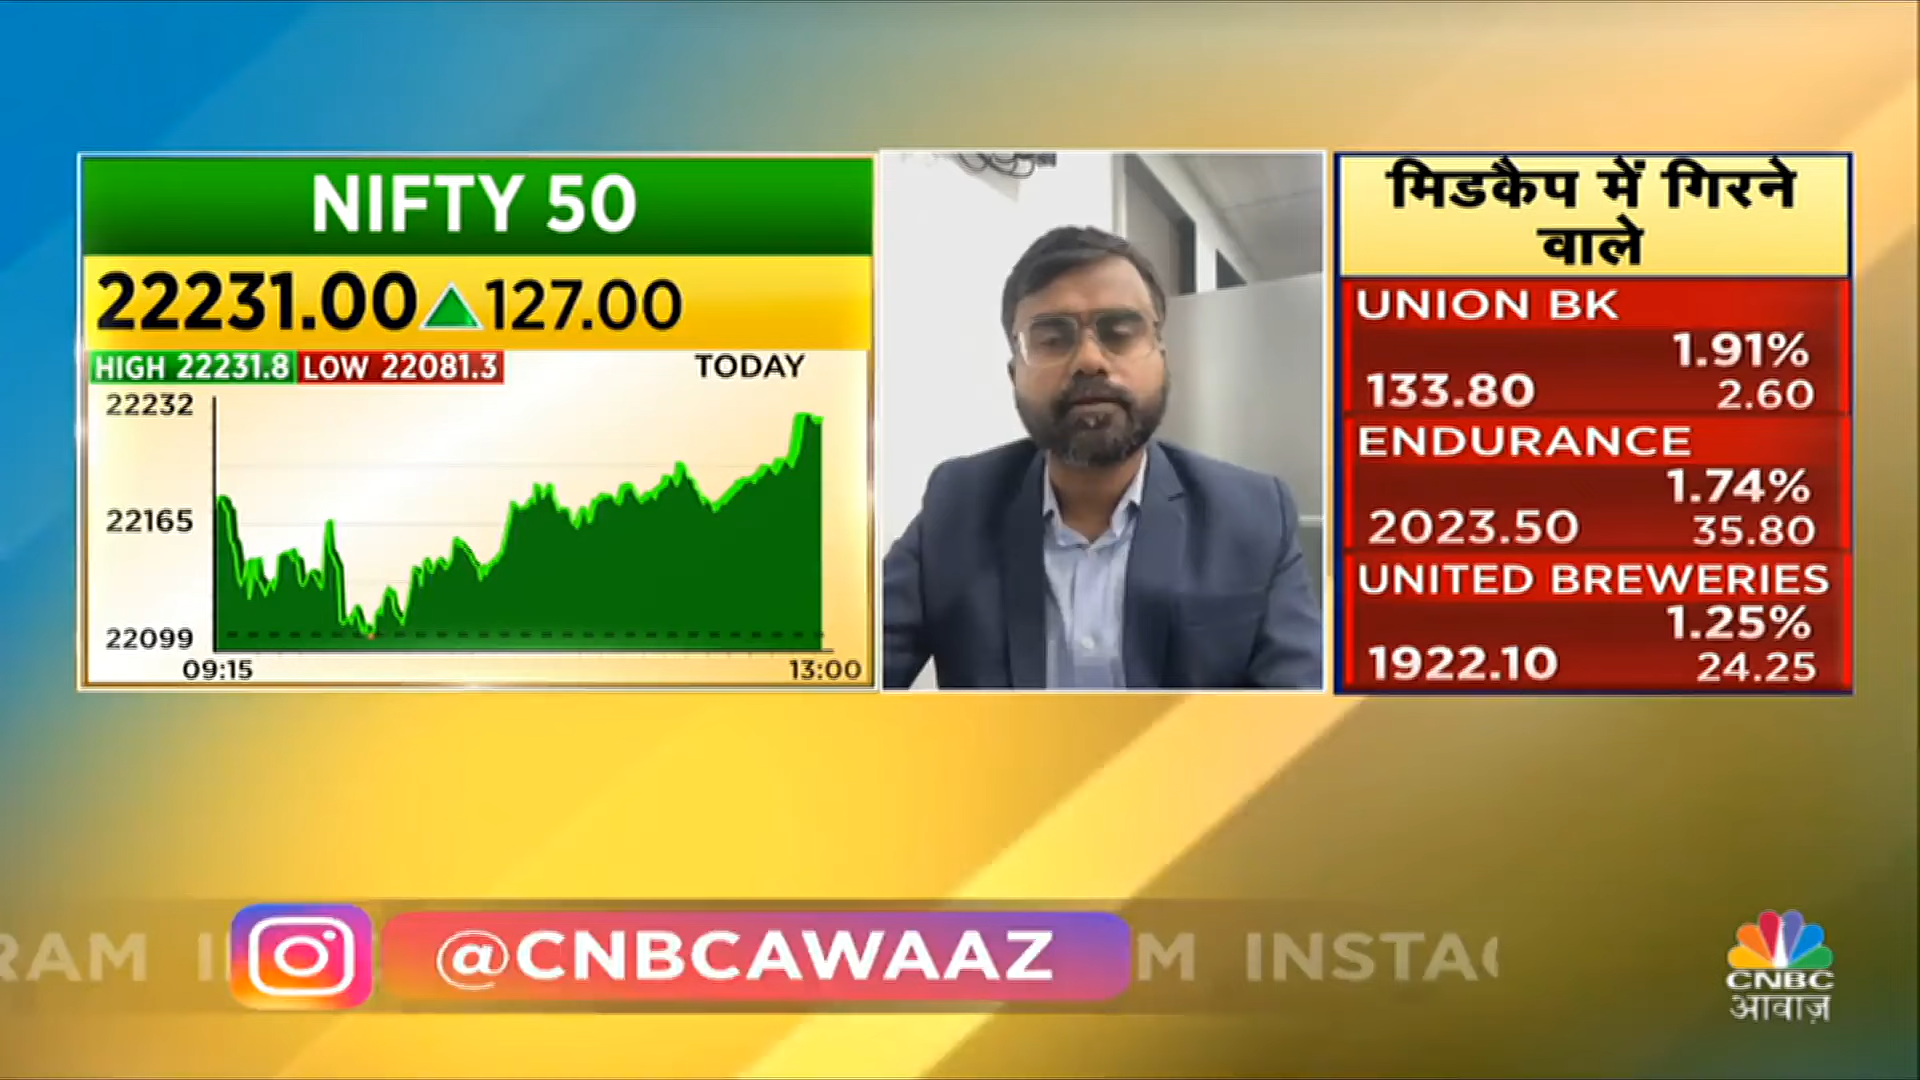 NIFTY 50
22231.00 127.00
HIGH 22231.8 LOW 22081.3 TODAY
22232
22165
22099
09:15 13:00
मिडकैप में गिरने
वाले
UNION BK
1.91%
133.80 2.60
ENDURANCE
1.74%
2023.50 35.80
UNITED BREWERIES
1.25%
1922.10 24.25
RAM I @CNBCAWAAZ M INSTA
CNBC
आवाज़